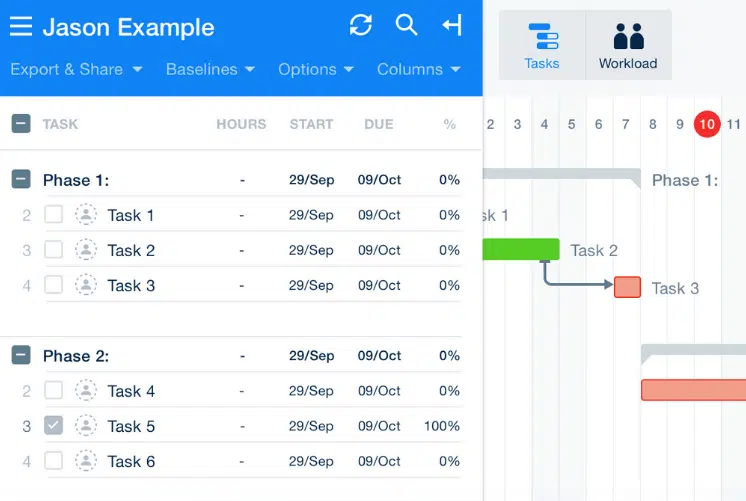 Jason Example
Export & Share Baselines Options Columns
Tasks Workload
TASK HOURS START DUE %
2 3 4 5 6 7 8 9 10 11
Phase 1: - 29/Sep 09/Oct 0%
Phase 1:
2 Task 1 - 29/Sep 09/Oct 0%
sk 1
3 Task 2 - 29/Sep 09/Oct 0%
Task 2
4 Task 3 - 29/Sep 09/Oct 0%
Task 3
Phase 2: - 29/Sep 09/Oct 0%
2 Task 4 - 29/Sep 09/Oct 0%
3 Task 5 - 29/Sep 09/Oct 100%
4 Task 6 - 29/Sep 09/Oct 0%